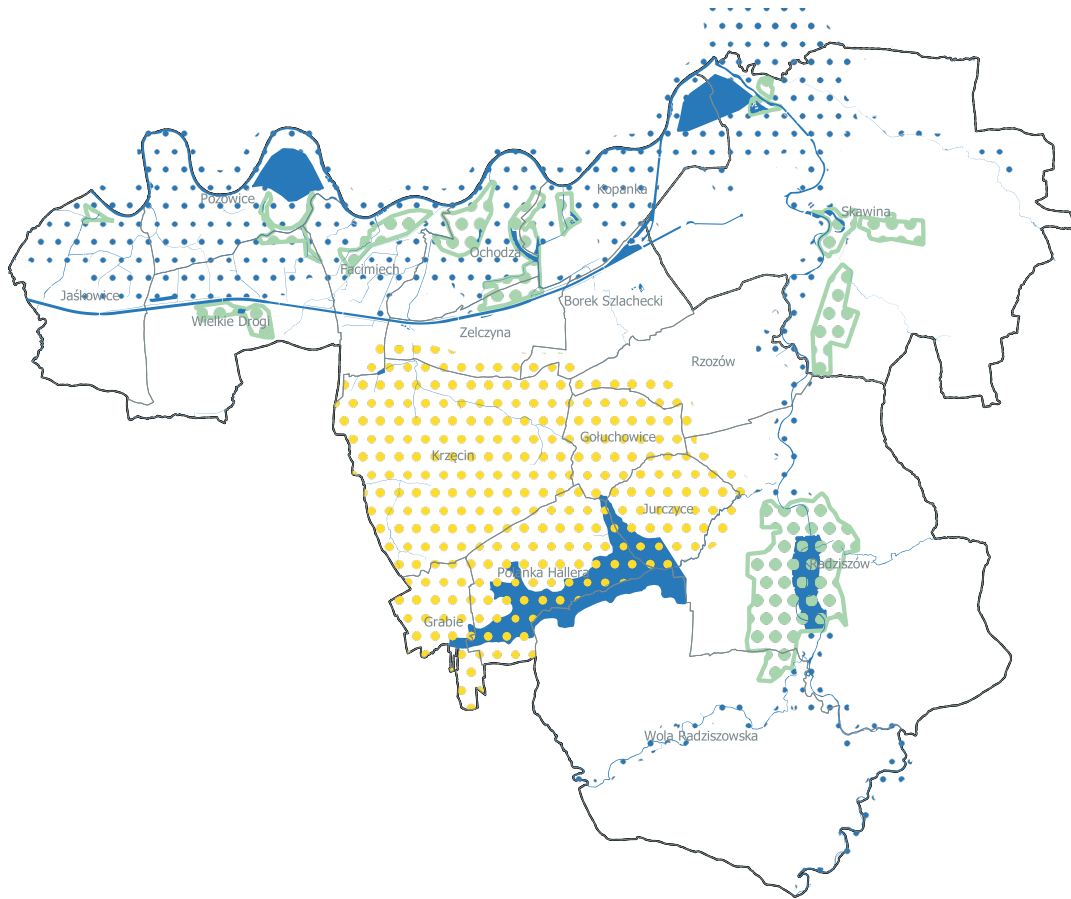 Kopanka
Pozowice
Skawina
Ochodza
Facimiech
Jaśkowice
Borek Szlachecki
Wielkie Drogi
Zelczyna
Rzozów
Gołuchowice
Krzęcin
Jurczyce
Radziszów
Polanka Hallera
Grabie
Wola Radziszowska